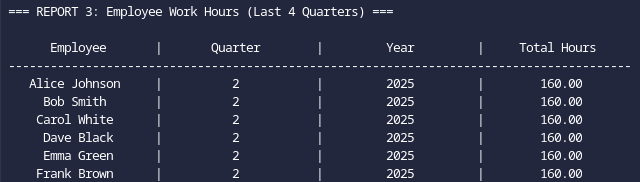 === REPORT 3: Employee Work Hours (Last 4 Quarters) ===
Employee | Quarter | Year | Total Hours
-----------------------------------------------------------------------------------------
Alice Johnson | 2 | 2025 | 160.00
Bob Smith | 2 | 2025 | 160.00
Carol White | 2 | 2025 | 160.00
Dave Black | 2 | 2025 | 160.00
Emma Green | 2 | 2025 | 160.00
Frank Brown | 2 | 2025 | 160.00